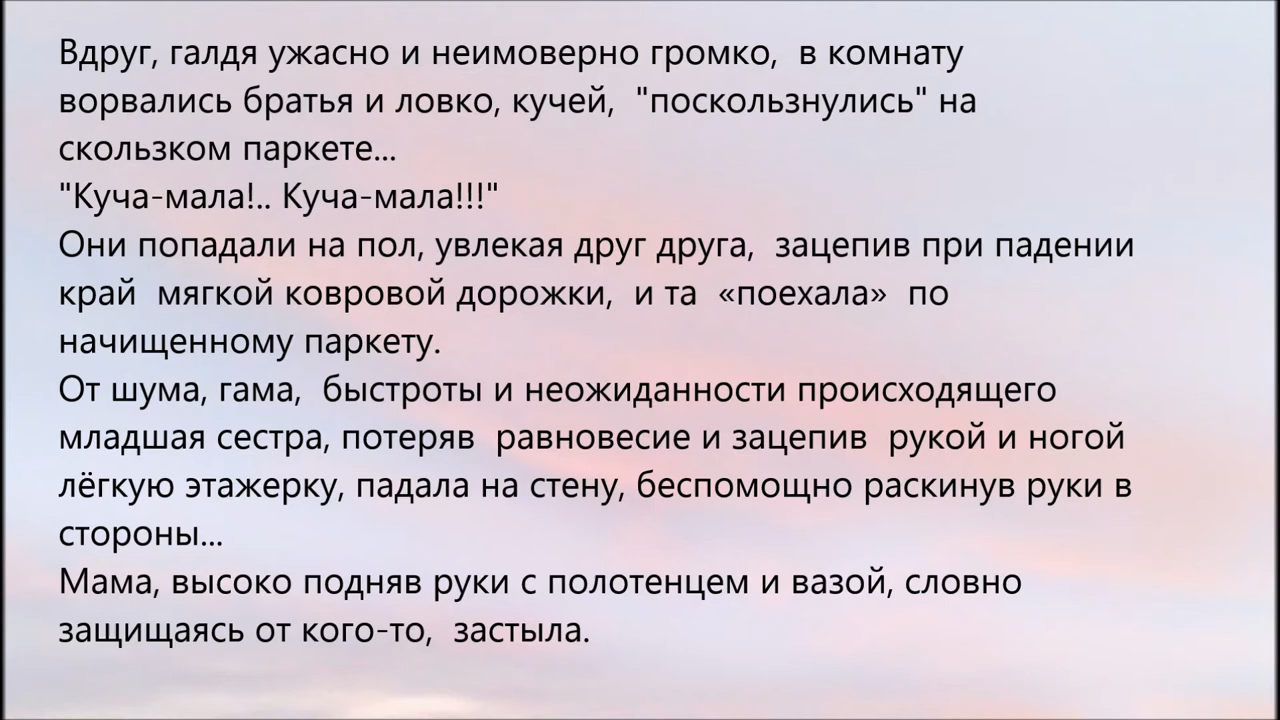 Вдруг, галдя ужасно и неимоверно громко,  в комнату
ворвались братья и ловко, кучей,  "поскользнулись" на
скользком паркете...
"Куча-мала!.. Куча-мала!!!"
Они попадали на пол, увлекая друг друга,  зацепив при падении
край  мягкой ковровой дорожки,  и та  «поехала»  по
начищенному паркету.
От шума, гама,  быстроты и неожиданности происходящего
младшая сестра, потеряв  равновесие и зацепив  рукой и ногой
лёгкую этажерку, падала на стену, беспомощно раскинув руки в
стороны...
Мама, высоко подняв руки с полотенцем и вазой, словно
защищаясь от кого-то,  застыла.